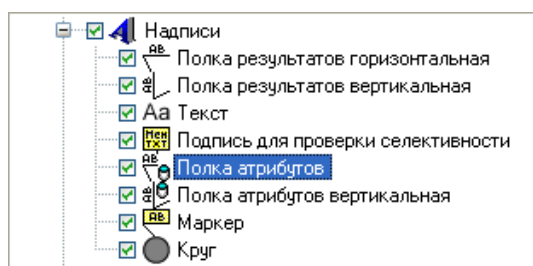 Надписи
Полка результатов горизонтальная
Полка результатов вертикальная
Aa Текст
Подпись для проверки селективности
Полка атрибутов
Полка атрибутов вертикальная
Маркер
Круг